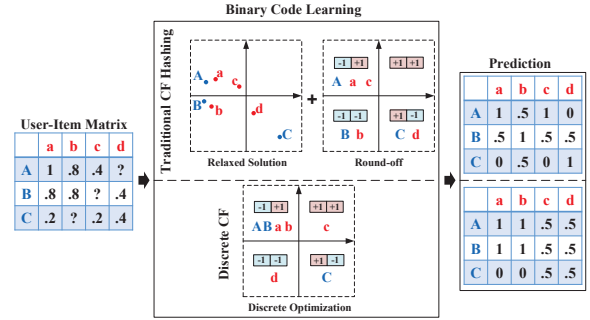 Binary Code Learning
Traditional CF Hashing
A
B
C
a
b
c
d
Relaxed Solution
+
-1 +1
A a c
+1 +1
-1 -1
B b
+1 -1
C d
Round-off
User-Item Matrix
a b c d
A 1 .8 .4 ?
B .8 .8 ? .4
C .2 ? .2 .4
Discrete CF
-1 +1
A B a b
+1 +1
c
-1 -1
d
+1 -1
C
Discrete Optimization
Prediction
a b c d
A 1 .5 1 0
B .5 1 .5 .5
C 0 .5 0 1
a b c d
A 1 1 .5 .5
B 1 1 .5 .5
C 0 0 .5 .5